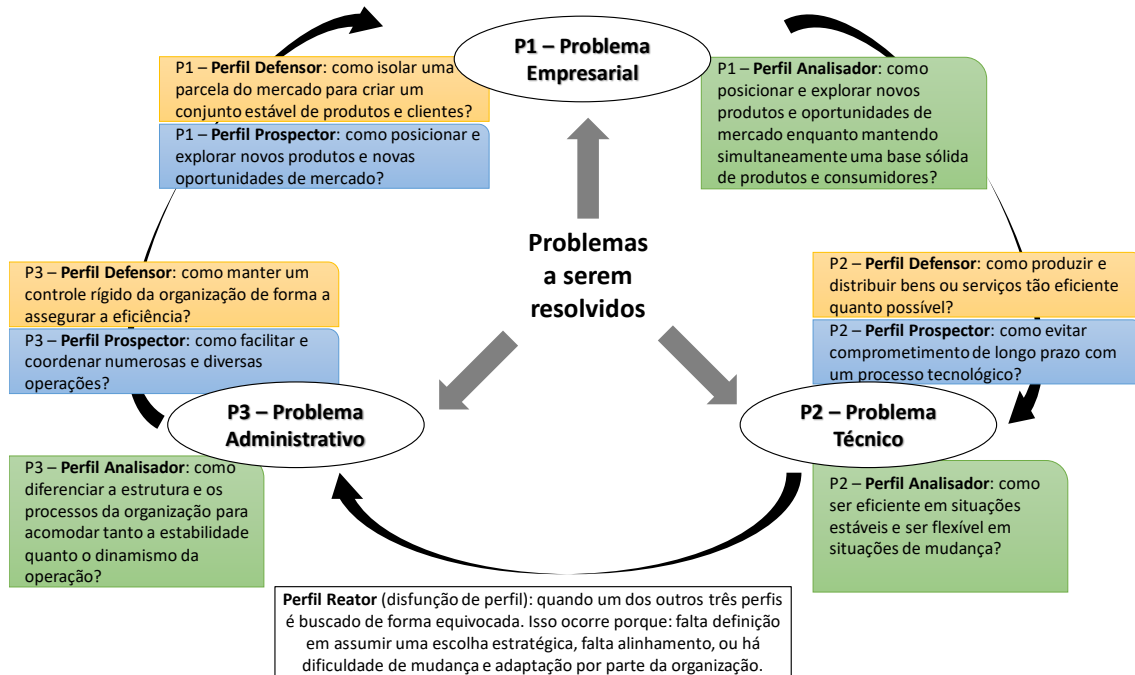 P1 – Problema
Empresarial
P1 – Perfil Defensor: como isolar uma
parcela do mercado para criar um
conjunto estável de produtos e clientes?
P1 – Perfil Prospector: como posicionar e
explorar novos produtos e novas
oportunidades de mercado?
P1 – Perfil Analisador: como
posicionar e explorar novos
produtos e oportunidades de
mercado enquanto mantendo
simultaneamente uma base sólida
de produtos e consumidores?
Problemas
a serem
resolvidos
P3 – Perfil Defensor: como manter um
controle rígido da organização de forma a
assegurar a eficiência?
P3 – Perfil Prospector: como facilitar e
coordenar numerosas e diversas
operações?
P2 – Perfil Defensor: como produzir e
distribuir bens ou serviços tão eficiente
quanto possível?
P2 – Perfil Prospector: como evitar
comprometimento de longo prazo com
um processo tecnológico?
P3 – Problema
Administrativo
P2 – Problema
Técnico
P3 – Perfil Analisador: como
diferenciar a estrutura e os
processos da organização para
acomodar tanto a estabilidade
quanto o dinamismo da
operação?
P2 – Perfil Analisador: como
ser eficiente em situações
estáveis e ser flexível em
situações de mudança?
Perfil Reator (disfunção de perfil): quando um dos outros três perfis
é buscado de forma equivocada. Isso ocorre porque: falta definição
em assumir uma escolha estratégica, falta alinhamento, ou há
dificuldade de mudança e adaptação por parte da organização.